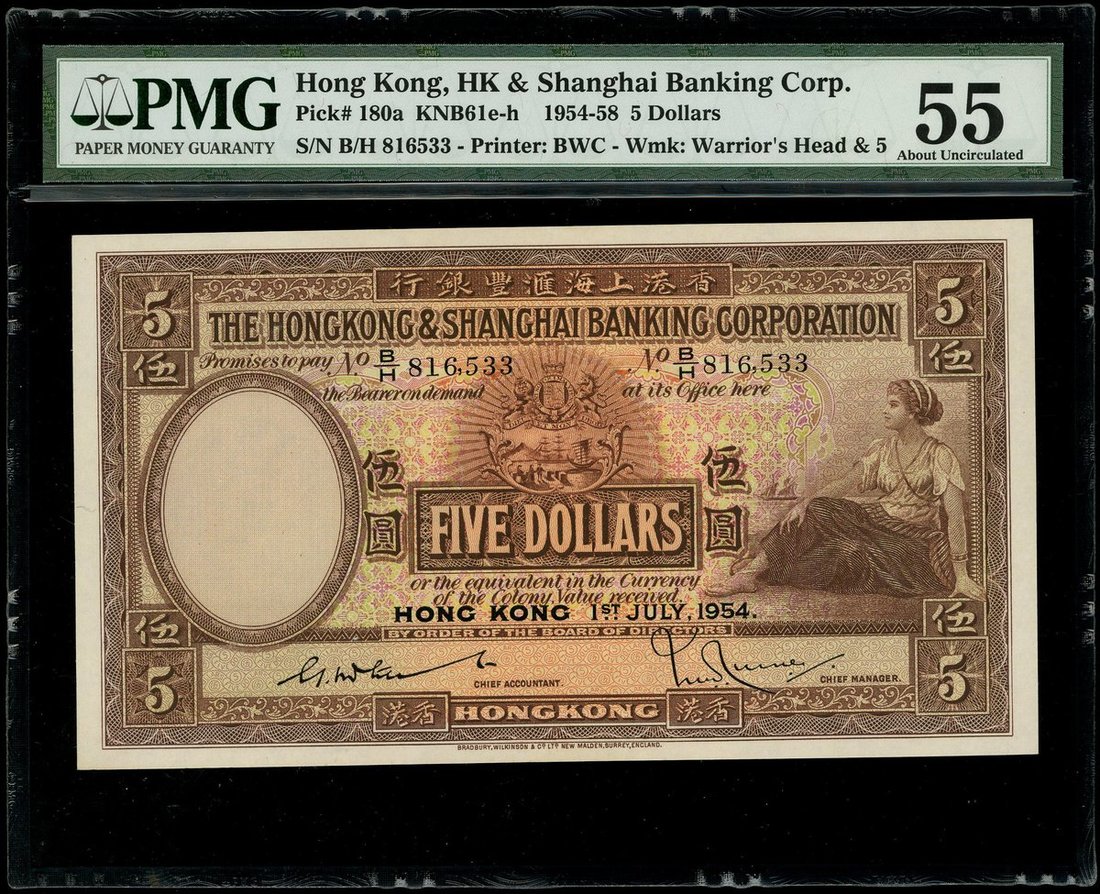 PMG
PAPER MONEY GUARANTY
Hong Kong, HK & Shanghai Banking Corp.
Pick# 180a KNB61e-h 1954-58 5 Dollars
S/N B/H 816533 - Printer: BWC - Wmk: Warrior's Head & 5
55
About Uncirculated
行銀豐滙海上港香
5
5
THE HONGKONG & SHANGHAI BANKING CORPORATION
伍
伍
Promises to pay No B/H 816,533
No B/H 816,533
the Bearer on demand at its Office here
伍圓
伍圓
FIVE DOLLARS
or the equivalent in the Currency
of the Colony, Value received.
HONG KONG 1ST JULY, 1954.
BY ORDER OF THE BOARD OF DIRECTORS
伍
伍
5
5
CHIEF ACCOUNTANT.
CHIEF MANAGER.
港香 HONGKONG 港香
BRADBURY, WILKINSON & Co LTD NEW MALDEN, SURREY, ENGLAND.